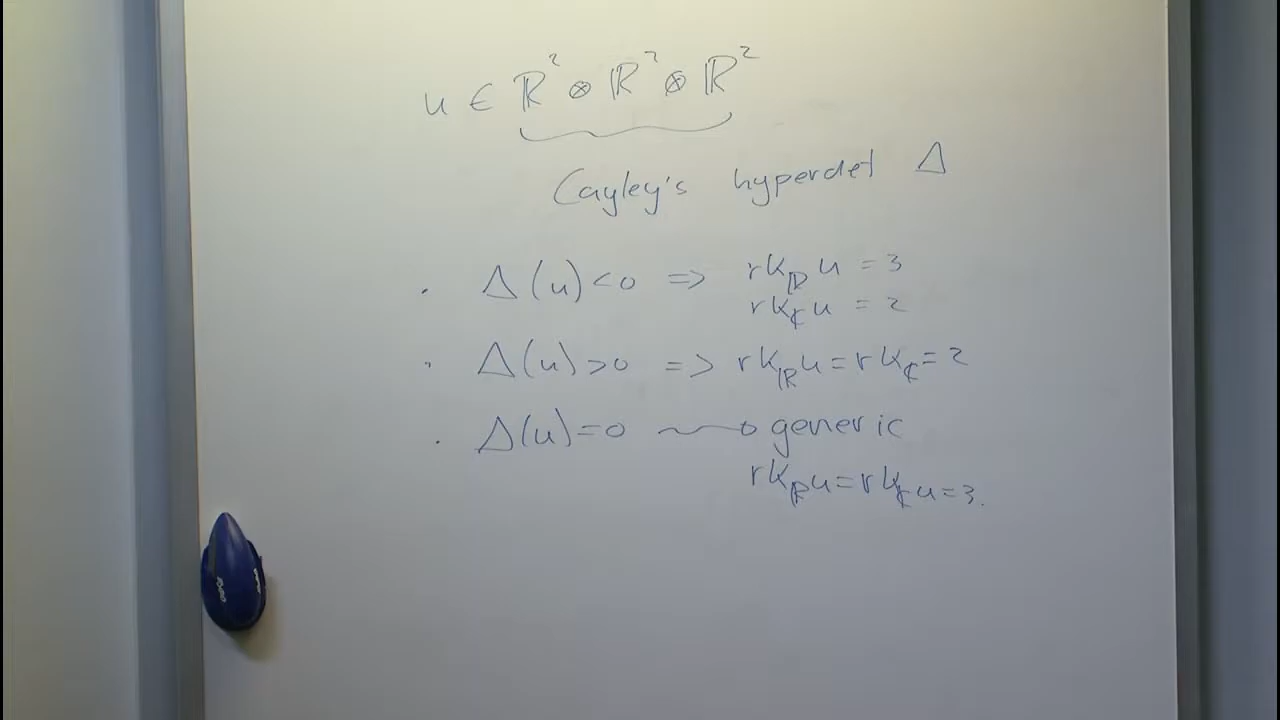 u ∈ ℝ² ⊗ ℝ² ⊗ ℝ²
Cayley's hyperdet Δ
· Δ(u) < 0 ⇒ rk_ℝ u = 3
rk_ℂ u = 2
· Δ(u) > 0 ⇒ rk_ℝ u = rk_ℂ = 2
· Δ(u) = 0 ⇝ generic
rk_ℝ u = rk_ℂ u = 3.